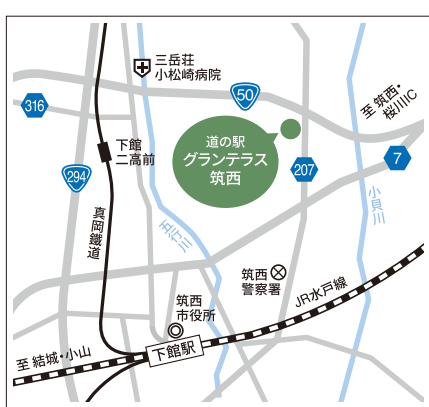 三岳荘
小松崎病院
50
至 筑西・
桜川IC
316
道の駅
グランテラス
筑西
下館
二高前
7
207
294
小貝川
五行川
真岡鐵道
筑西
警察署
JR水戸線
筑西
市役所
下館駅
至 結城・小山